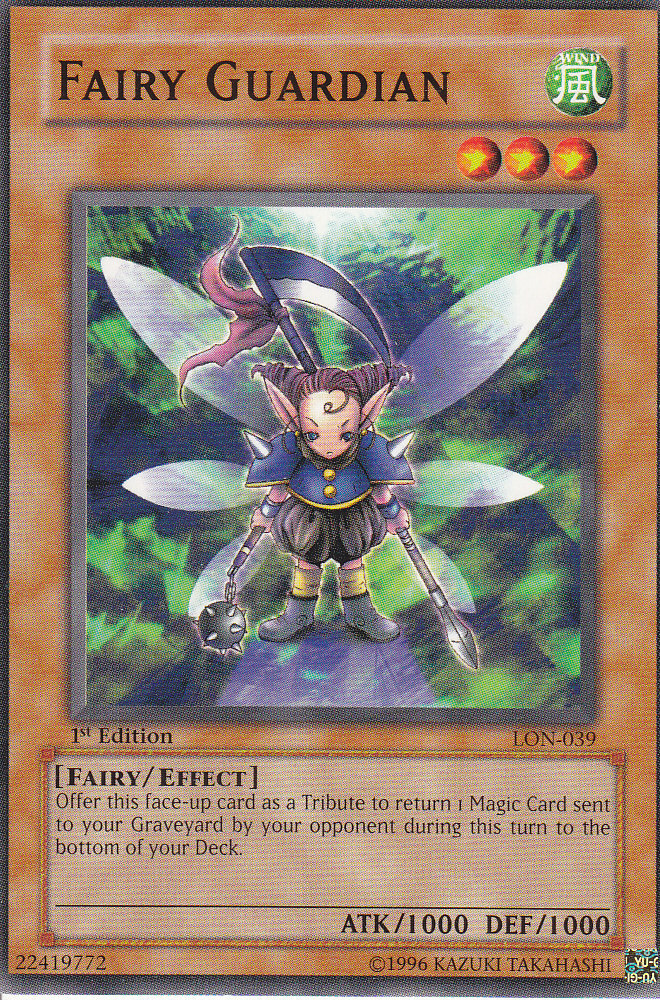 FAIRY GUARDIAN
WIND
風
1st Edition
LON-039
[FAIRY/EFFECT]
Offer this face-up card as a Tribute to return 1 Magic Card sent
to your Graveyard by your opponent during this turn to the
bottom of your Deck.
ATK/1000 DEF/1000
22419772
©1996 KAZUKI TAKAHASHI